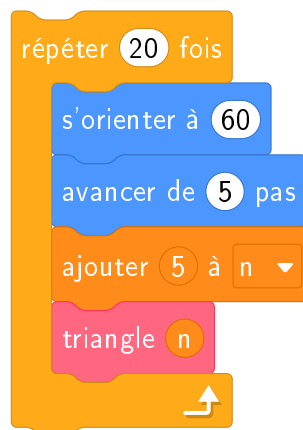 répéter 20 fois
s'orienter à 60
avancer de 5 pas
ajouter 5 à n
triangle n